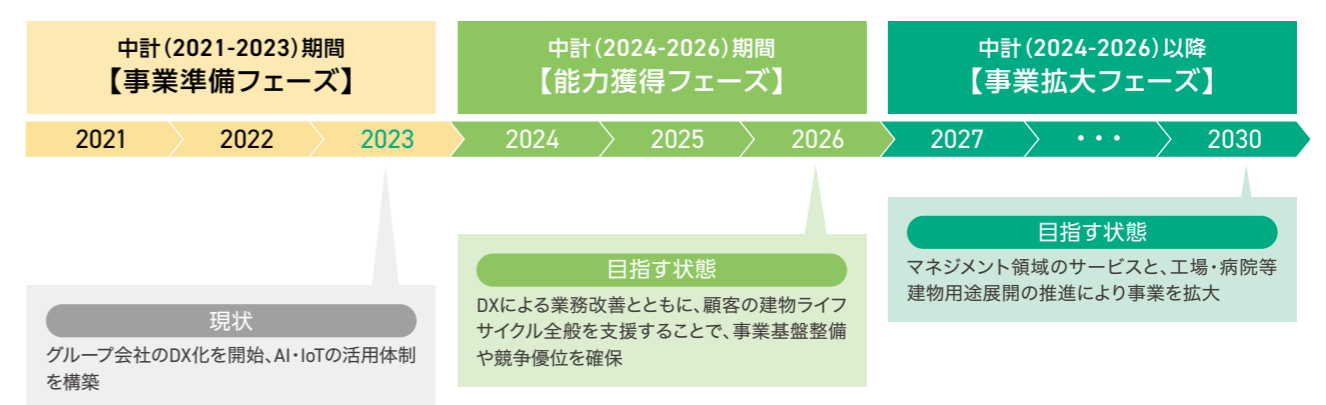 中計(2021-2023)期間
【事業準備フェーズ】
中計(2024-2026)期間
【能力獲得フェーズ】
中計(2024-2026)以降
【事業拡大フェーズ】
2021
2022
2023
2024
2025
2026
2027
・・・
2030
現状
グループ会社のDX化を開始、AI・IoTの活用体制
を構築
目指す状態
DXによる業務改善とともに、顧客の建物ライフ
サイクル全般を支援することで、事業基盤整備
や競争優位を確保
目指す状態
マネジメント領域のサービスと、工場・病院等
建物用途展開の推進により事業を拡大